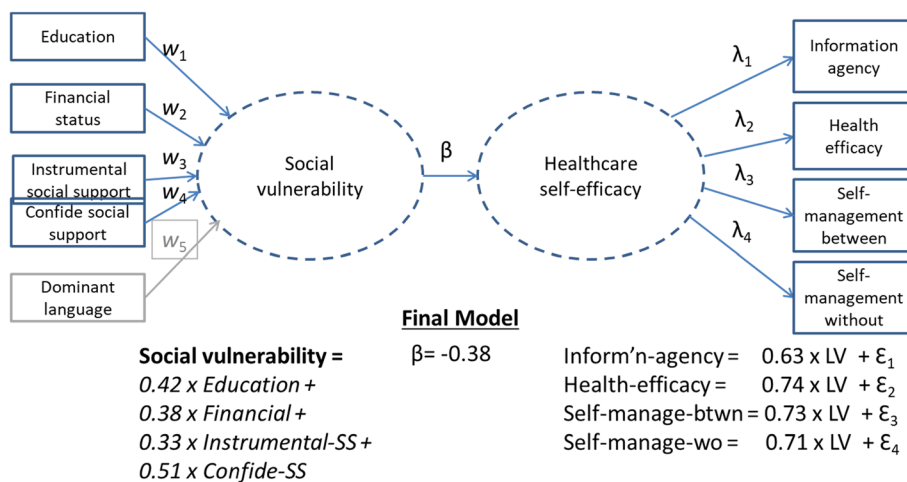 Education
w1
Financial
status
w2
Instrumental
social support
w3
Confide social
support
w4
w5
Dominant
language
Social
vulnerability
β
Healthcare
self-efficacy
λ1
Information
agency
λ2
Health
efficacy
λ3
Self-
management
between
λ4
Self-
management
without
Final Model
Social vulnerability =
0.42 x Education +
0.38 x Financial +
0.33 x Instrumental-SS +
0.51 x Confide-SS
β= -0.38
Inform’n-agency = 0.63 x LV + Ɛ1
Health-efficacy = 0.74 x LV + Ɛ2
Self-manage-btwn = 0.73 x LV + Ɛ3
Self-manage-wo = 0.71 x LV + Ɛ4